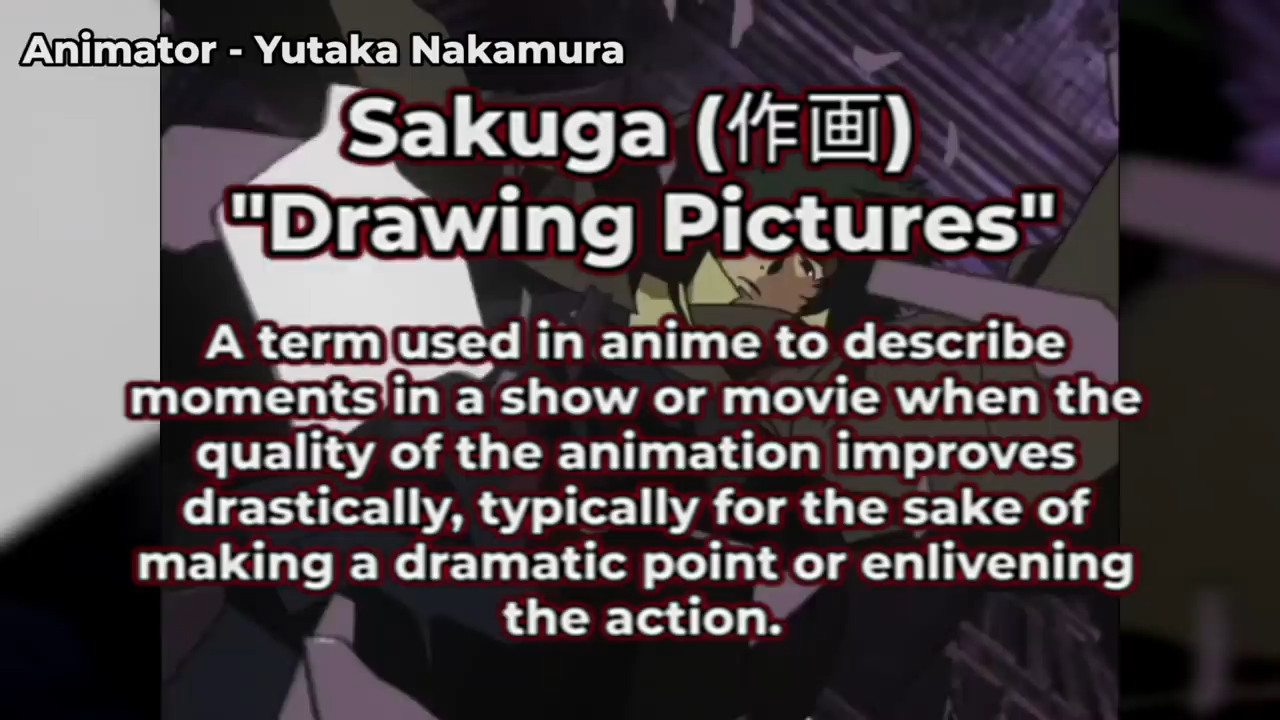 Animator - Yutaka Nakamura
Sakuga (作画)
"Drawing Pictures"
A term used in anime to describe
moments in a show or movie when the
quality of the animation improves
drastically, typically for the sake of
making a dramatic point or enlivening
the action.